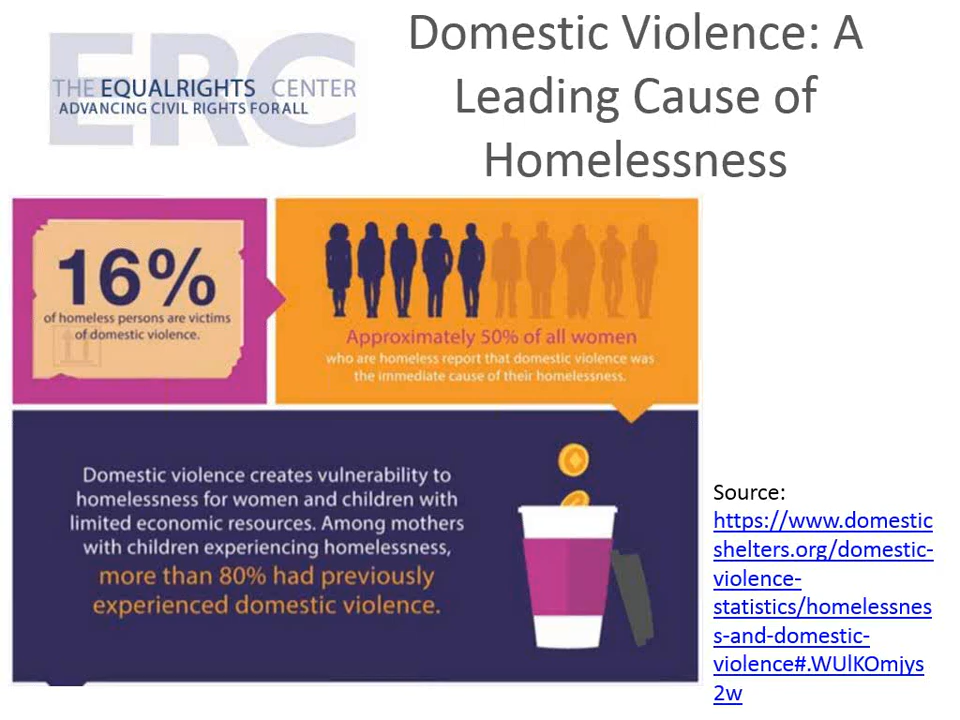 ERC
THE EQUALRIGHTS CENTER
ADVANCING CIVIL RIGHTS FOR ALL
Domestic Violence: A
Leading Cause of
Homelessness
16%
of homeless persons are victims
of domestic violence.
Approximately 50% of all women
who are homeless report that domestic violence was
the immediate cause of their homelessness.
Domestic violence creates vulnerability to
homelessness for women and children with
limited economic resources. Among mothers
with children experiencing homelessness,
more than 80% had previously
experienced domestic violence.
Source:
https://www.domestic
shelters.org/domestic-
violence-
statistics/homelessnes
s-and-domestic-
violence#.WUlKOmjys
2w